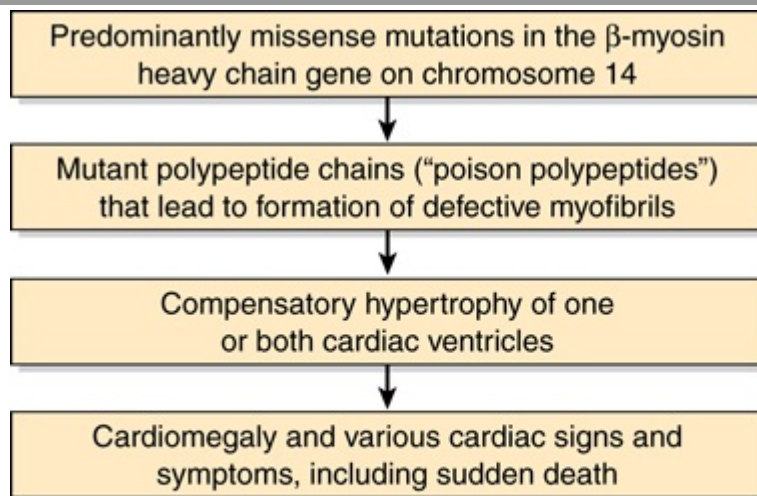 Predominantly missense mutations in the β-myosin
heavy chain gene on chromosome 14
Mutant polypeptide chains (“poison polypeptides”)
that lead to formation of defective myofibrils
Compensatory hypertrophy of one
or both cardiac ventricles
Cardiomegaly and various cardiac signs and
symptoms, including sudden death